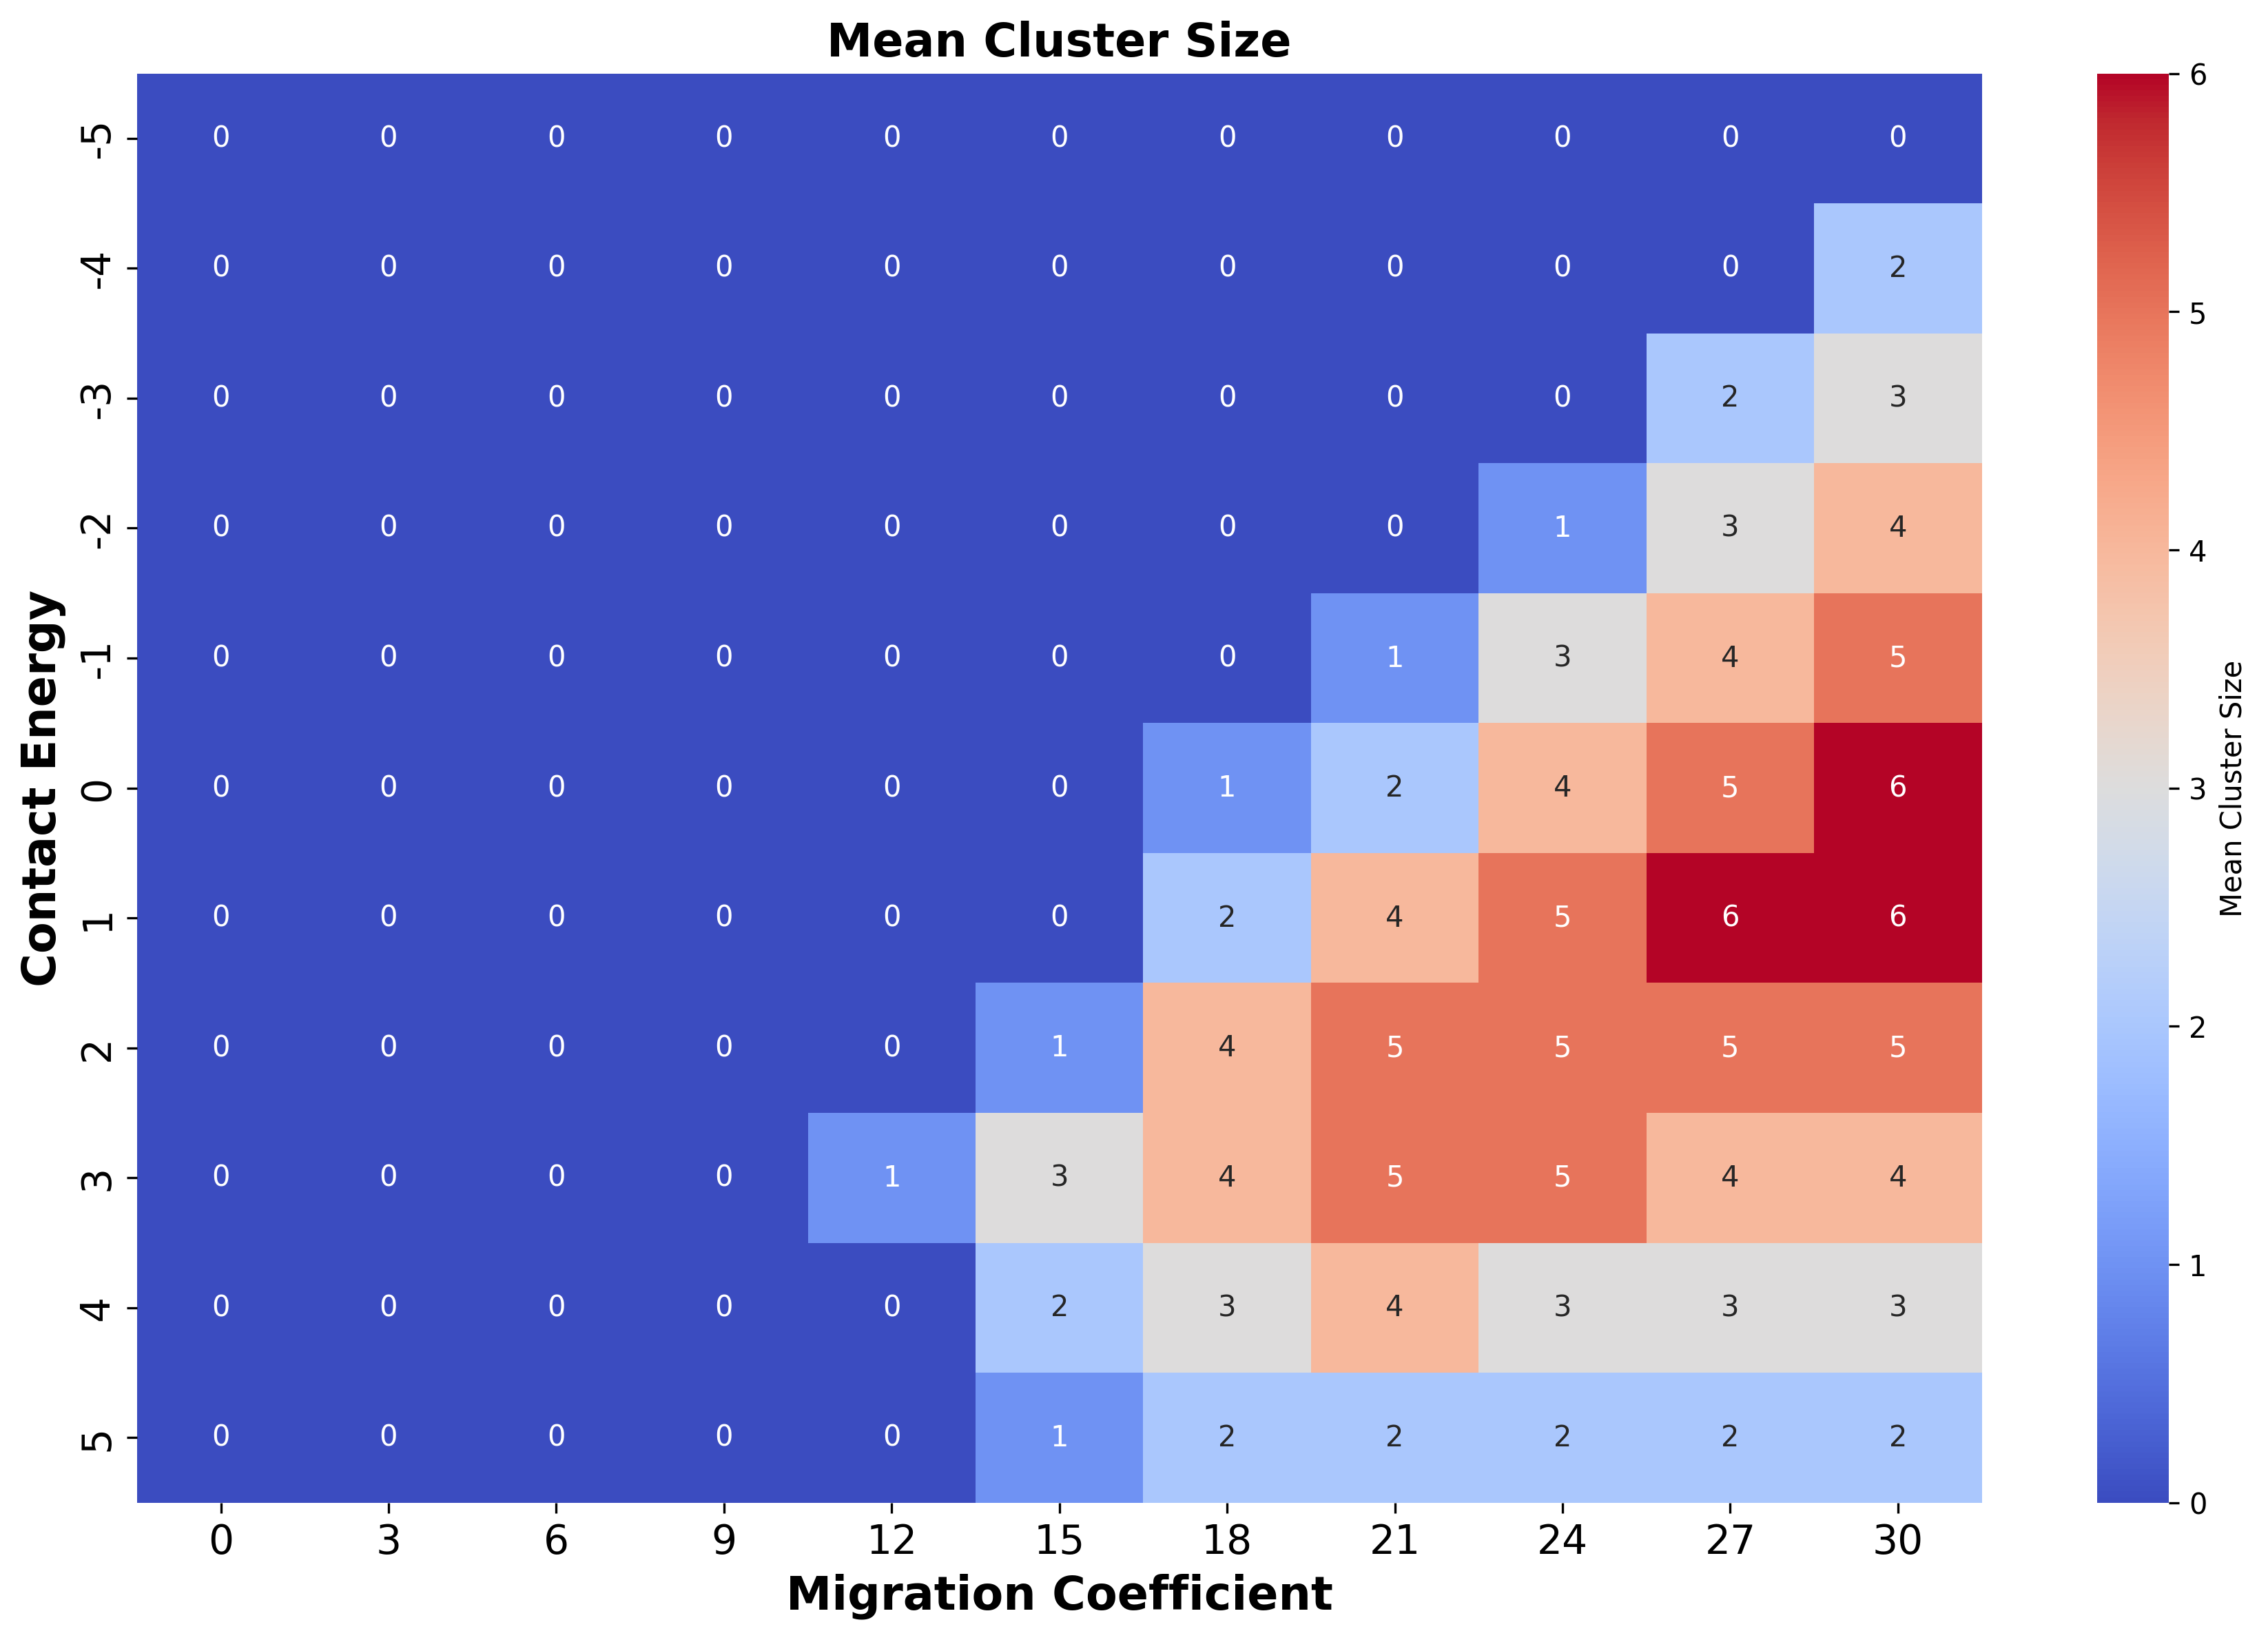 Mean Cluster Size
-5 0 0 0 0 0 0 0 0 0 0 0
-4 0 0 0 0 0 0 0 0 0 0 2
-3 0 0 0 0 0 0 0 0 0 2 3
-2 0 0 0 0 0 0 0 0 1 3 4
-1 0 0 0 0 0 0 0 1 3 4 5
0 0 0 0 0 0 0 1 2 4 5 6
1 0 0 0 0 0 0 2 4 5 6 6
2 0 0 0 0 0 1 4 5 5 5 5
3 0 0 0 0 1 3 4 5 5 4 4
4 0 0 0 0 0 2 3 4 3 3 3
5 0 0 0 0 0 1 2 2 2 2 2
0 3 6 9 12 15 18 21 24 27 30
Migration Coefficient
Contact Energy
6
5
4
3
2
1
0
Mean Cluster Size